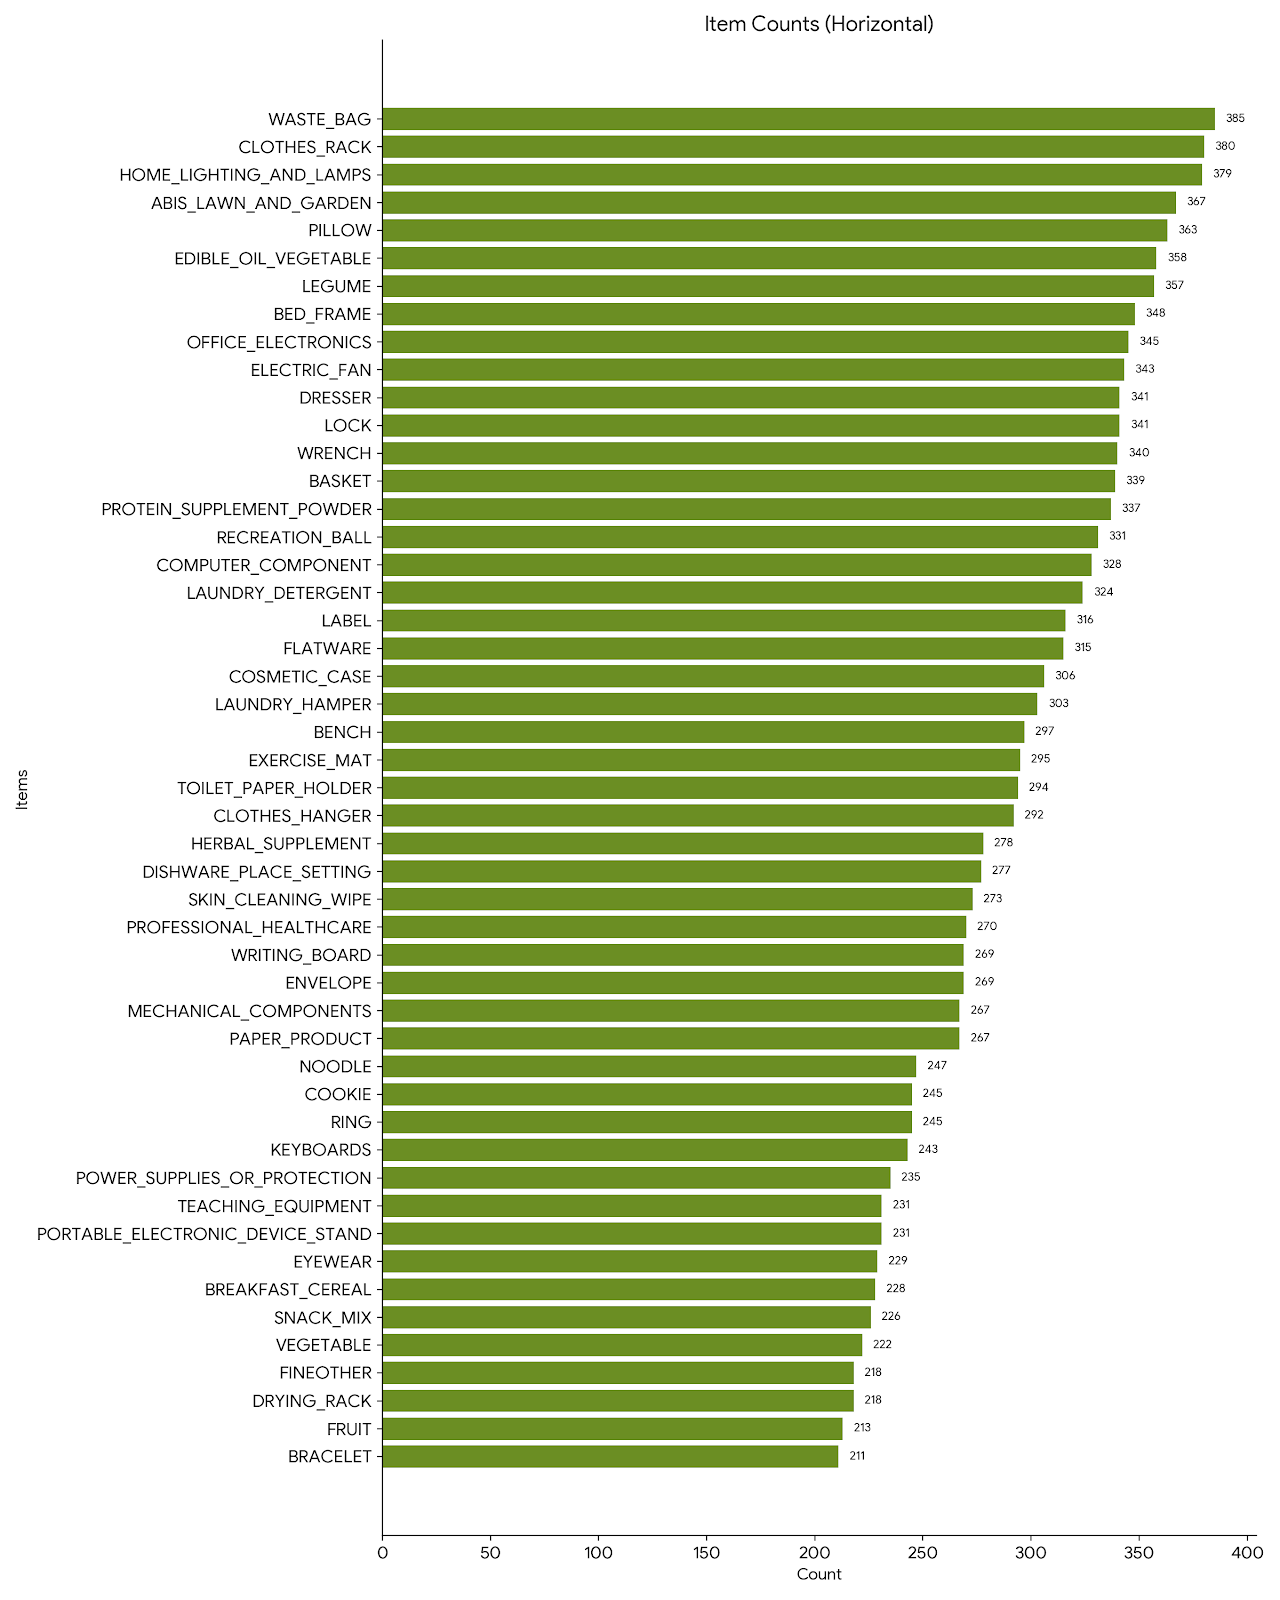 Item Counts (Horizontal)
WASTE_BAG 385
CLOTHES_RACK 380
HOME_LIGHTING_AND_LAMPS 379
ABIS_LAWN_AND_GARDEN 367
PILLOW 363
EDIBLE_OIL_VEGETABLE 358
LEGUME 357
BED_FRAME 348
OFFICE_ELECTRONICS 345
ELECTRIC_FAN 343
DRESSER 341
LOCK 341
WRENCH 340
BASKET 339
PROTEIN_SUPPLEMENT_POWDER 337
RECREATION_BALL 331
COMPUTER_COMPONENT 328
LAUNDRY_DETERGENT 324
LABEL 316
FLATWARE 315
COSMETIC_CASE 306
LAUNDRY_HAMPER 303
BENCH 297
EXERCISE_MAT 295
TOILET_PAPER_HOLDER 294
CLOTHES_HANGER 292
HERBAL_SUPPLEMENT 278
DISHWARE_PLACE_SETTING 277
SKIN_CLEANING_WIPE 273
PROFESSIONAL_HEALTHCARE 270
WRITING_BOARD 269
ENVELOPE 269
MECHANICAL_COMPONENTS 267
PAPER_PRODUCT 267
NOODLE 247
COOKIE 245
RING 245
KEYBOARDS 243
POWER_SUPPLIES_OR_PROTECTION 235
TEACHING_EQUIPMENT 231
PORTABLE_ELECTRONIC_DEVICE_STAND 231
EYEWEAR 229
BREAKFAST_CEREAL 228
SNACK_MIX 226
VEGETABLE 222
FINEOTHER 218
DRYING_RACK 218
FRUIT 213
BRACELET 211
Items
0 50 100 150 200 250 300 350 400
Count